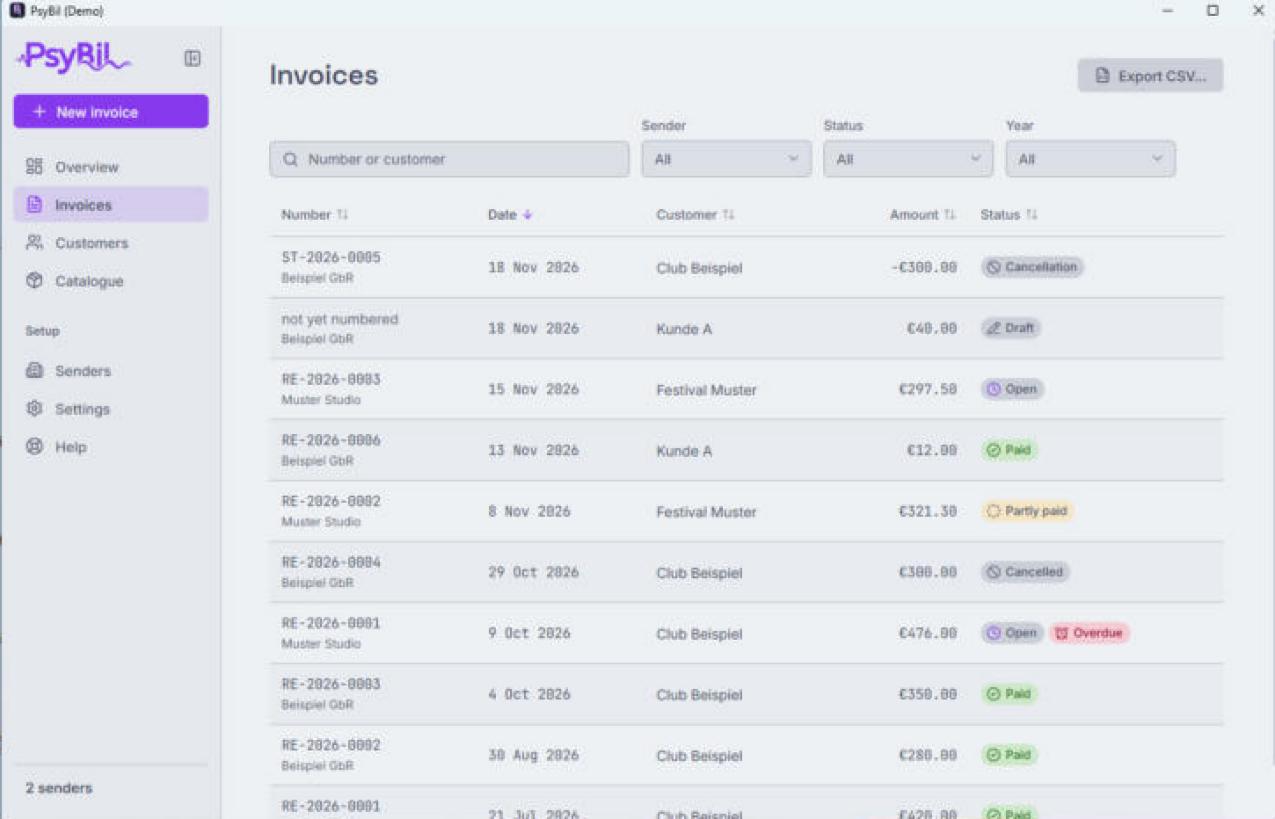 PsyBil (Demo)
PsyBil
+ New invoice
Overview
Invoices
Customers
Catalogue
Setup
Senders
Settings
Help
2 senders
Invoices
Export CSV...
Sender
Status
Year
Number or customer
All
All
All
Number Date Customer Amount Status
ST-2026-0005
Beispiel GbR
18 Nov 2026 Club Beispiel -€300.00 Cancellation
not yet numbered
Beispiel GbR
18 Nov 2026 Kunde A €40.00 Draft
RE-2026-0003
Muster Studio
15 Nov 2026 Festival Muster €297.50 Open
RE-2026-0006
Beispiel GbR
13 Nov 2026 Kunde A €12.00 Paid
RE-2026-0002
Muster Studio
8 Nov 2026 Festival Muster €321.30 Partly paid
RE-2026-0004
Beispiel GbR
29 Oct 2026 Club Beispiel €300.00 Cancelled
RE-2026-0001
Muster Studio
9 Oct 2026 Club Beispiel €476.00 Open Overdue
RE-2026-0003
Beispiel GbR
4 Oct 2026 Club Beispiel €350.00 Paid
RE-2026-0002
Beispiel GbR
30 Aug 2026 Club Beispiel €280.00 Paid
RE-2026-0001
21 Jul 2026 Club Beispiel €420.00 Paid